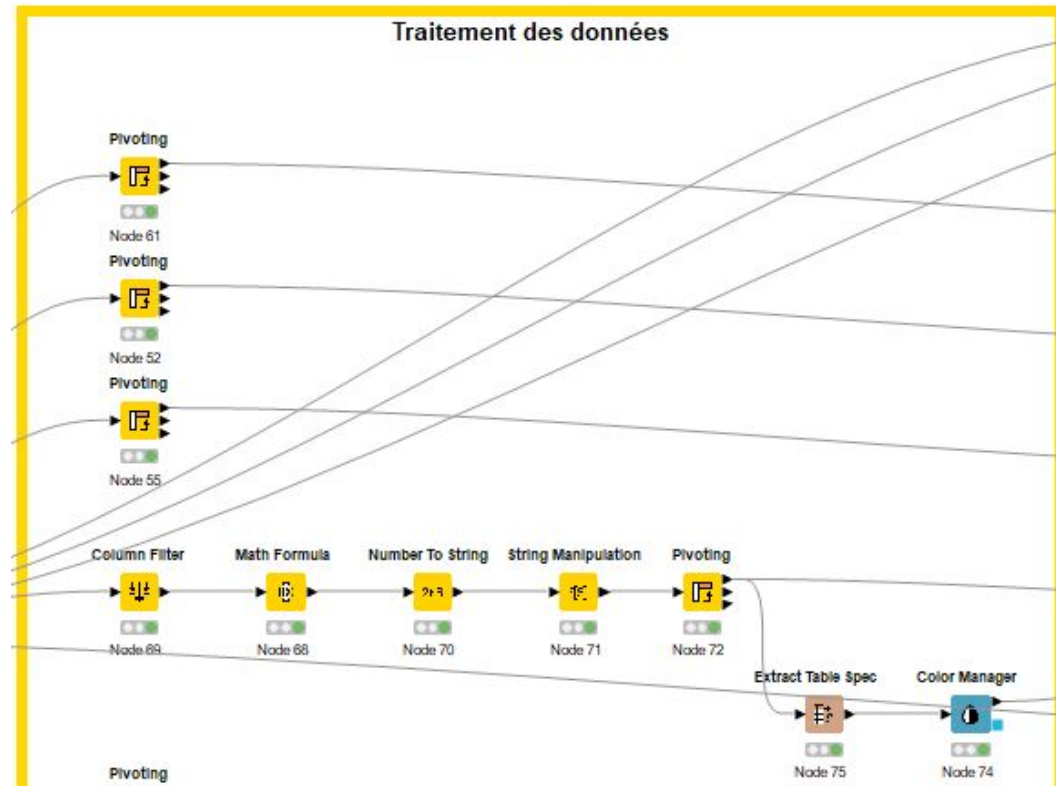 Traitement des données
Pivoting
Node 61
Pivoting
Node 52
Pivoting
Node 55
Column Filter Math Formula Number To String String Manipulation Pivoting
Node 69 Node 68 Node 70 Node 71 Node 72
Extract Table Spec Color Manager
Node 75 Node 74
Pivoting